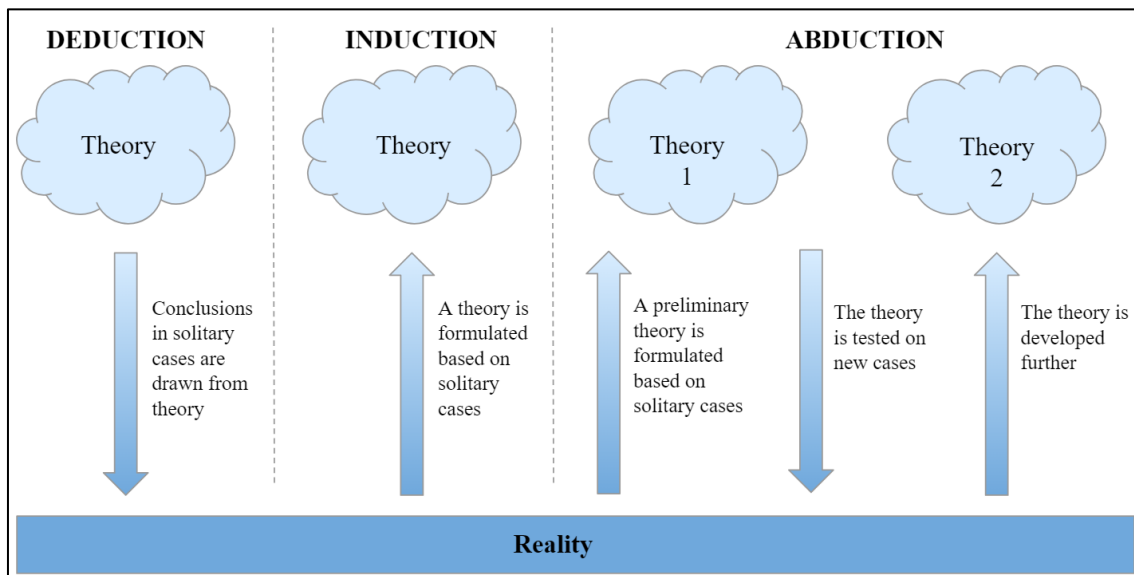 DEDUCTION
INDUCTION
ABDUCTION
Theory
Theory
Theory
1
Theory
2
Conclusions
in solitary
cases are
drawn from
theory
A theory is
formulated
based on
solitary
cases
A preliminary
theory is
formulated
based on
solitary cases
The theory
is tested on
new cases
The theory is
developed
further
Reality